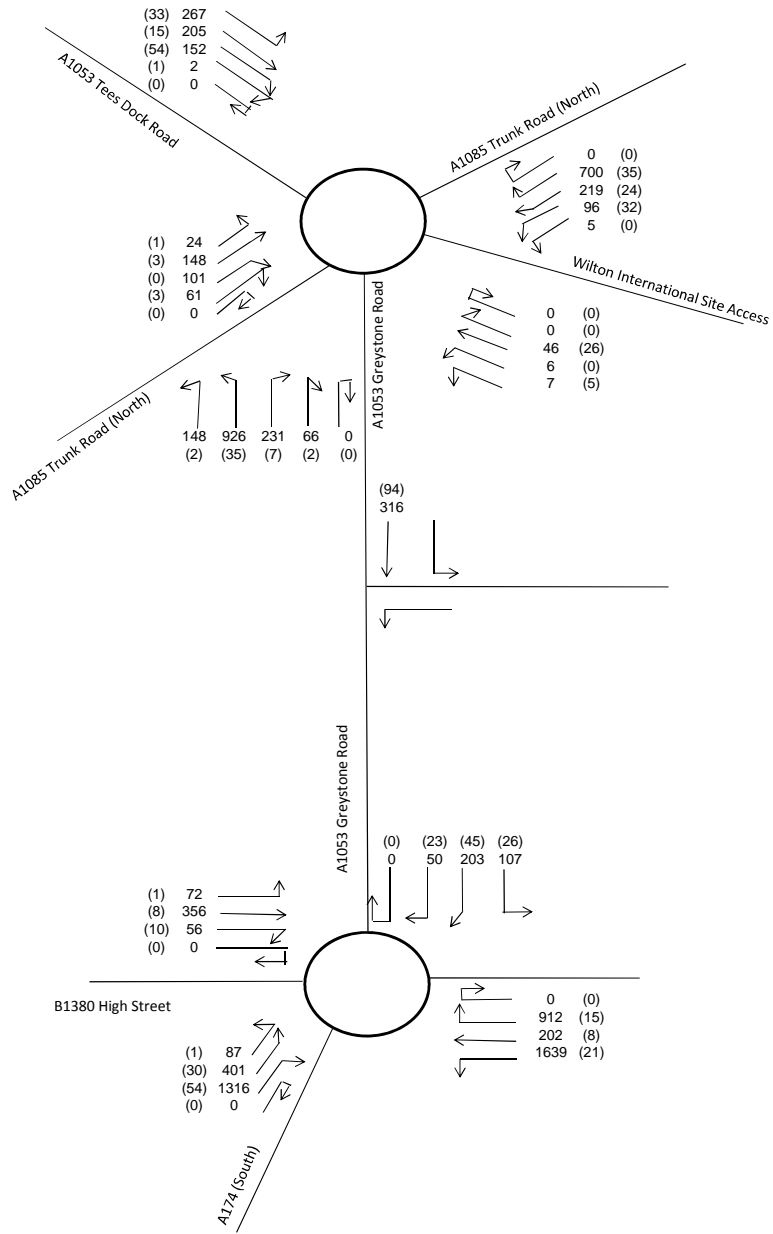 (33) 267
(15) 205
(54) 152
(1) 2
(0) 0
A1053 Tees Dock Road
A1085 Trunk Road (North)
0 (0)
700 (35)
219 (24)
96 (32)
5 (0)
Wilton International Site Access
(1) 24
(3) 148
(0) 101
(3) 61
(0) 0
0 (0)
0 (0)
46 (26)
6 (0)
7 (5)
A1085 Trunk Road (North)
A1053 Greystone Road
148 926 231 66 0
(2) (35) (7) (2) (0)
(94)
316
A1053 Greystone Road
(0) (23) (45) (26)
0 50 203 107
(1) 72
(8) 356
(10) 56
(0) 0
B1380 High Street
0 (0)
912 (15)
202 (8)
1639 (21)
(1) 87
(30) 401
(54) 1316
(0) 0
A174 (South)